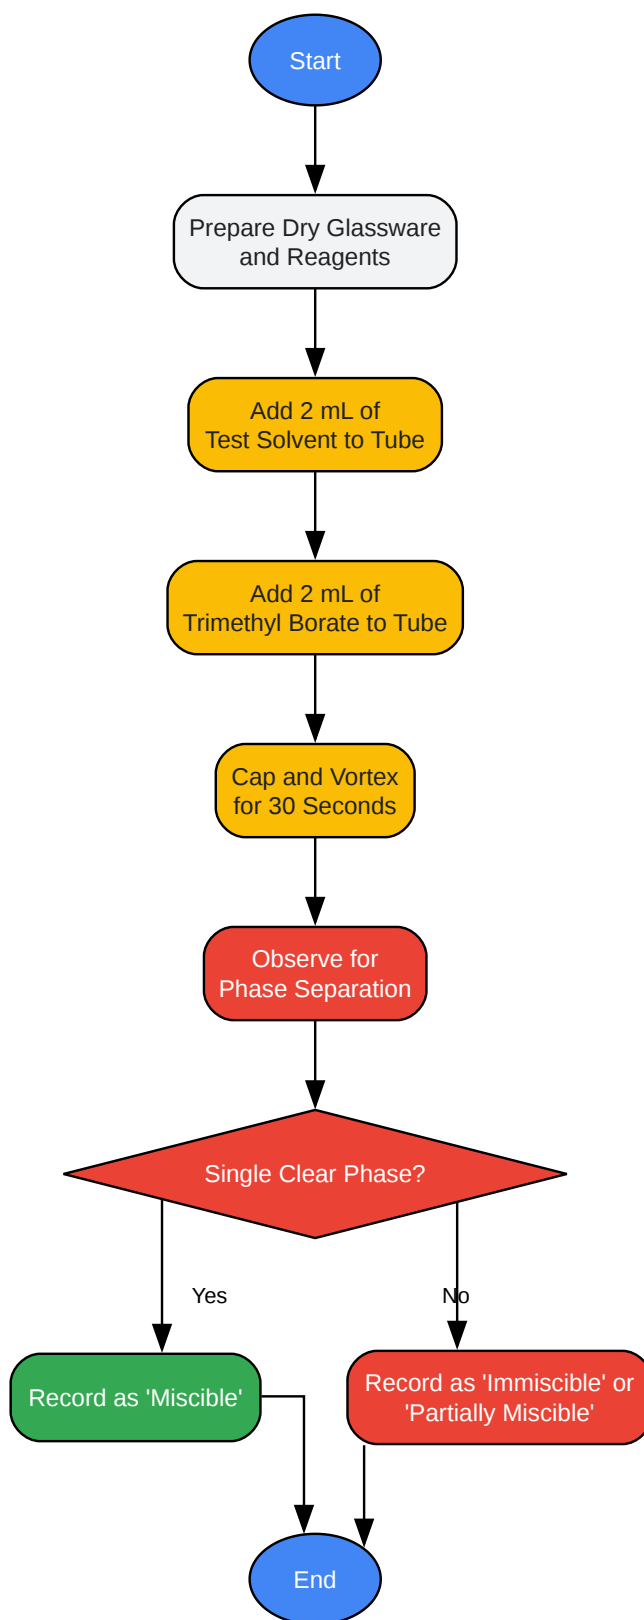 Start
Prepare Dry Glassware
and Reagents
Add 2 mL of
Test Solvent to Tube
Add 2 mL of
Trimethyl Borate to Tube
Cap and Vortex
for 30 Seconds
Observe for
Phase Separation
Single Clear Phase?
Yes
No
Record as 'Miscible'
Record as 'Immiscible' or
'Partially Miscible'
End